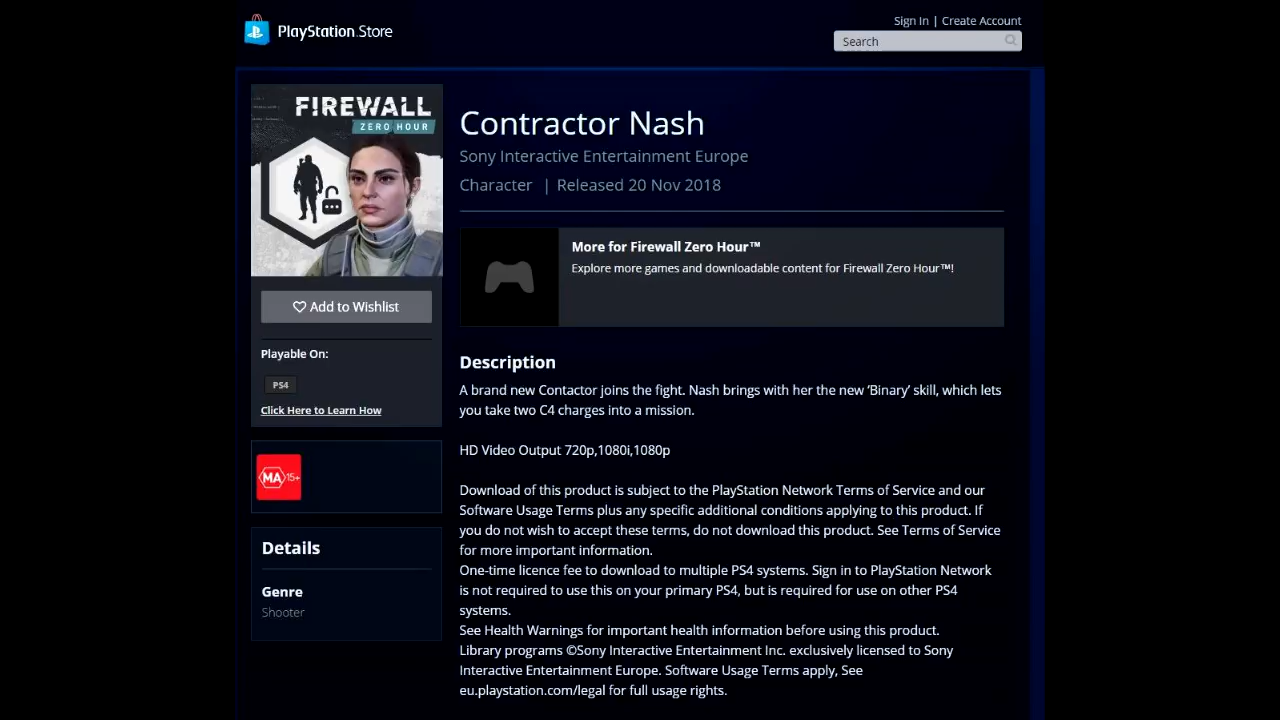 PlayStation.Store
Sign In | Create Account
Search
FIREWALL
ZERO HOUR
Contractor Nash
Sony Interactive Entertainment Europe
Character | Released 20 Nov 2018
More for Firewall Zero Hour™
Explore more games and downloadable content for Firewall Zero Hour™!
Add to Wishlist
Playable On:
PS4
Click Here to Learn How
MA 15+
Details
Genre
Shooter
Description
A brand new Contactor joins the fight. Nash brings with her the new ‘Binary’ skill, which lets
you take two C4 charges into a mission.
HD Video Output 720p,1080i,1080p
Download of this product is subject to the PlayStation Network Terms of Service and our
Software Usage Terms plus any specific additional conditions applying to this product. If
you do not wish to accept these terms, do not download this product. See Terms of Service
for more important information.
One-time licence fee to download to multiple PS4 systems. Sign in to PlayStation Network
is not required to use this on your primary PS4, but is required for use on other PS4
systems.
See Health Warnings for important health information before using this product.
Library programs ©Sony Interactive Entertainment Inc. exclusively licensed to Sony
Interactive Entertainment Europe. Software Usage Terms apply, See
eu.playstation.com/legal for full usage rights.